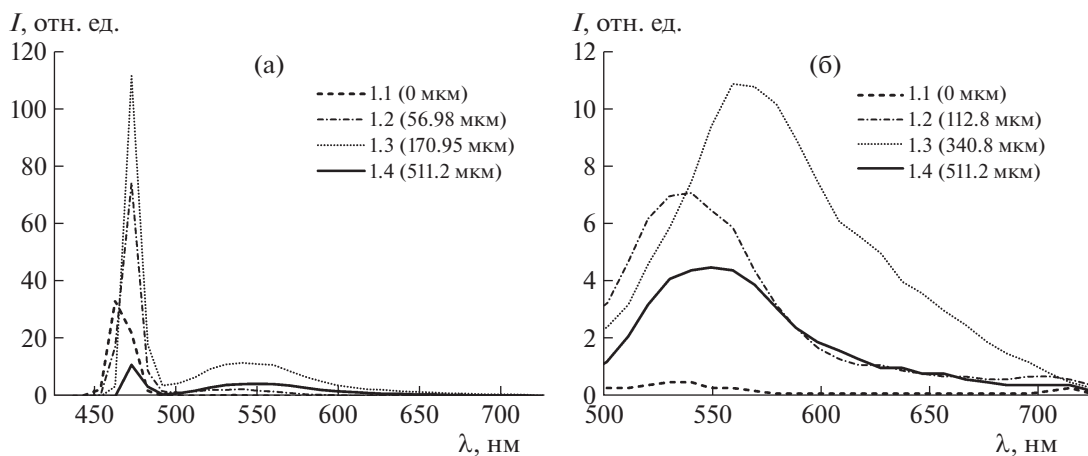 I, отн. ед.
120
100
80
60
40
20
0
(а)
1.1 (0 мкм)
1.2 (56.98 мкм)
1.3 (170.95 мкм)
1.4 (511.2 мкм)
450 500 550 600 650 700
λ, нм
I, отн. ед.
12
10
8
6
4
2
0
(б)
1.1 (0 мкм)
1.2 (112.8 мкм)
1.3 (340.8 мкм)
1.4 (511.2 мкм)
500 550 600 650 700
λ, нм